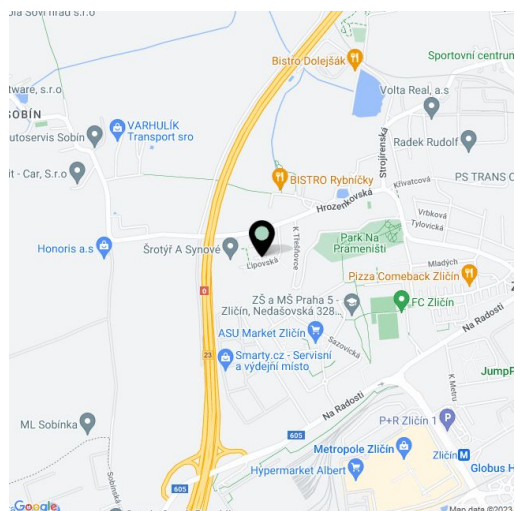 Bistro Dolejšák
Sportovní centrum
Volta Real, a.s
tware, s.r.o.
SOBÍN
VARHULÍK
Transport sro
utoservis Sobín
Radek Rudolf
Strojírenská
it - Car, S.r.o
BISTRO Rybníčky
PS TRANS
Křivatcová
Hrozenkovská
Vrbková
Tylovická
K Třešňovce
Park Na
Prameništi
Honoris a.s
Šrotýř A Synové
Lipovská
Mladých
Pizza Comeback Zličín
0
ZŠ a MŠ Praha 5 -
Zličín, Nedašovská 328...
FC Zličín
Na Radosti
ASU Market Zličín
Sazovická
23
Smarty.cz - Servisní
a výdejní místo
JumpP
K Metru
Na Radosti
P+R Zličín 1
ML Sobínka
605
Metropole Zličín
Zličín
M
Hypermarket Albert
Globus H
Sobínská
605
Google
Map data ©2023